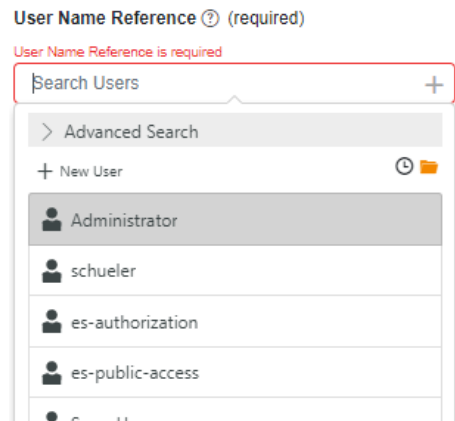 User Name Reference (?) (required)
User Name Reference is required
Search Users
Advanced Search
New User
Administrator
schueler
es-authorization
es-public-access